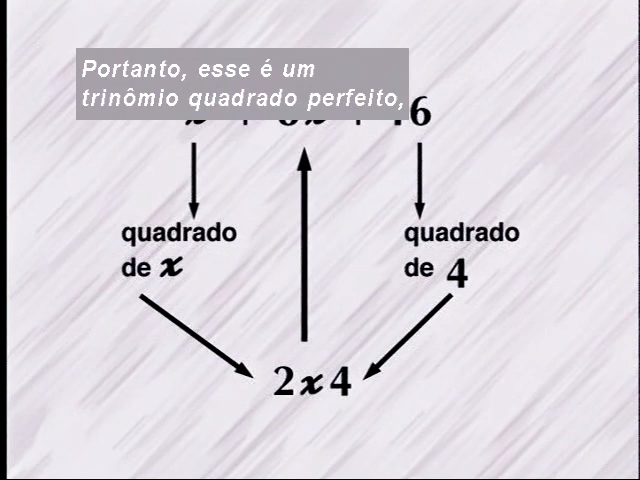 Portanto, esse é um
trinômio quadrado perfeito,
quadrado
de x
quadrado
de 4
2x4